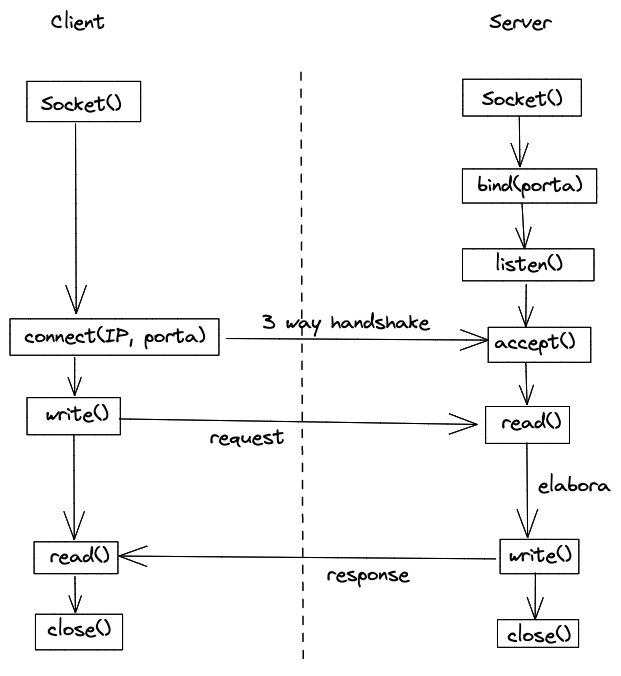 Client
Server
Socket()
Socket()
bind(porta)
listen()
connect(IP, porta)
3 way handshake
accept()
write()
request
read()
elabora
read()
response
write()
close()
close()